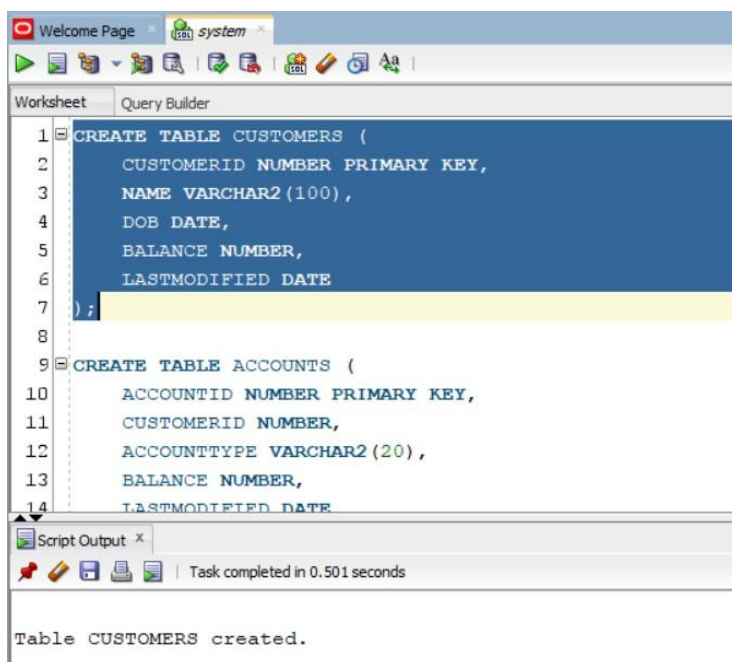 Welcome Page
system
Worksheet Query Builder
1 CREATE TABLE CUSTOMERS (
2 CUSTOMERID NUMBER PRIMARY KEY,
3 NAME VARCHAR2(100),
4 DOB DATE,
5 BALANCE NUMBER,
6 LASTMODIFIED DATE
7 );
8
9 CREATE TABLE ACCOUNTS (
10 ACCOUNTID NUMBER PRIMARY KEY,
11 CUSTOMERID NUMBER,
12 ACCOUNTTYPE VARCHAR2(20),
13 BALANCE NUMBER,
14 LASTMODIFIED DATE
Script Output x
Task completed in 0.501 seconds
Table CUSTOMERS created.